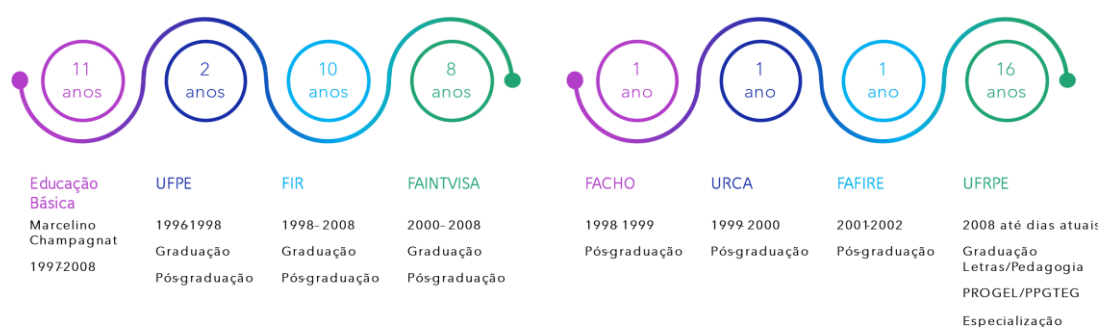 11
anos
2
anos
10
anos
8
anos
1
ano
1
ano
1
ano
16
anos
Educação
Básica
Marcelino
Champagnat
1997-2008
UFPE
1996-1998
Graduação
Pós-graduação
FIR
1998-2008
Graduação
Pós-graduação
FAINTVISA
2000-2008
Graduação
Pós-graduação
FACHO
1998-1999
Pós-graduação
URCA
1999-2000
Pós-graduação
FAFIRE
2001-2002
Pós-graduação
UFRPE
2008 até dias atuais
Graduação
Letras/Pedagogia
PROGEL/PPGTEG
Especialização